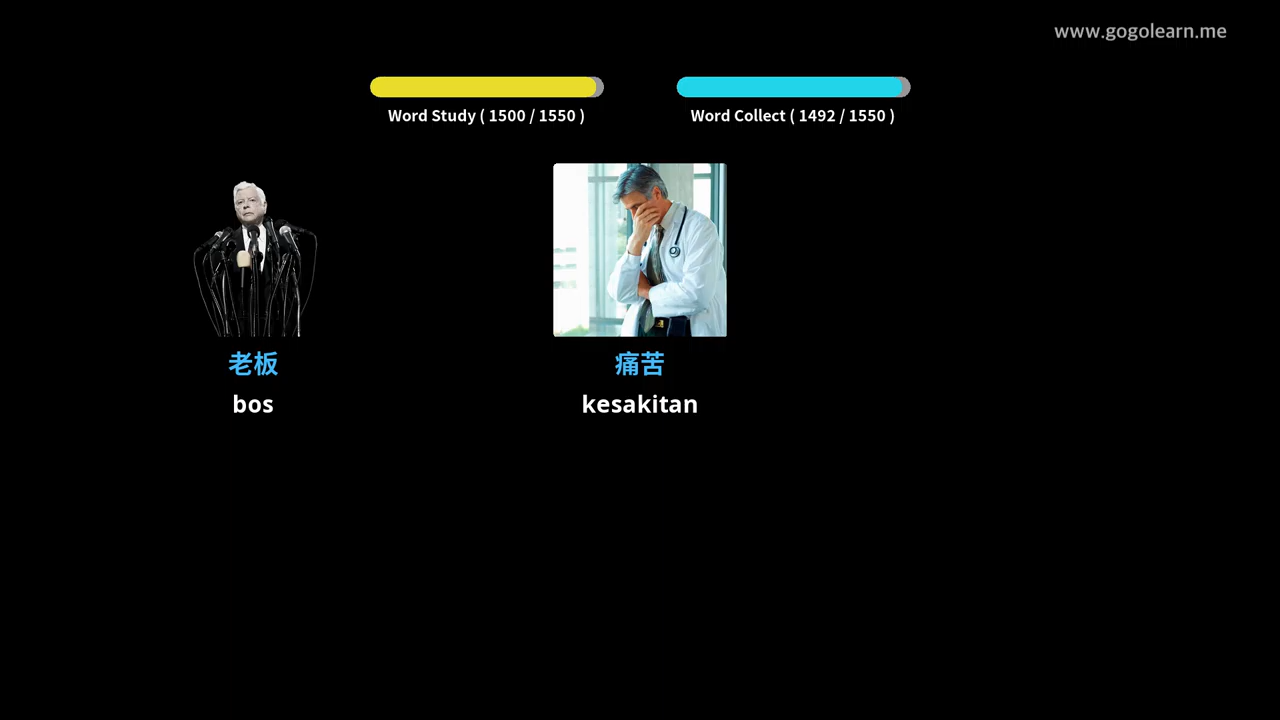 www.gogolearn.me
Word Study ( 1500 / 1550 )
Word Collect ( 1492 / 1550 )
老板
bos
痛苦
kesakitan